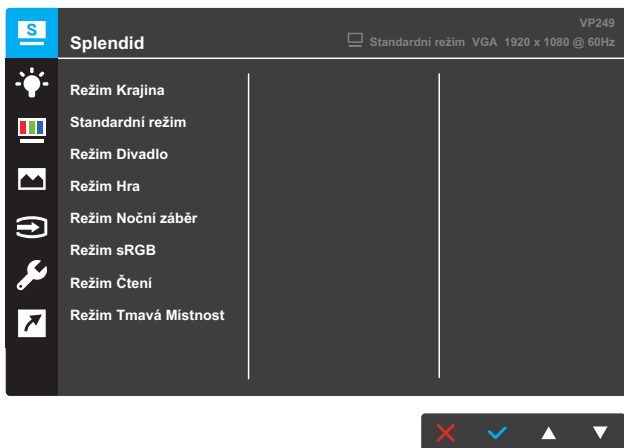 S
VP249
Splendid
Standardní režim VGA 1920 x 1080 @ 60Hz
Režim Krajina
Standardní režim
Režim Divadlo
Režim Hra
Režim Noční záběr
Režim sRGB
Režim Čtení
Režim Tmavá Místnost